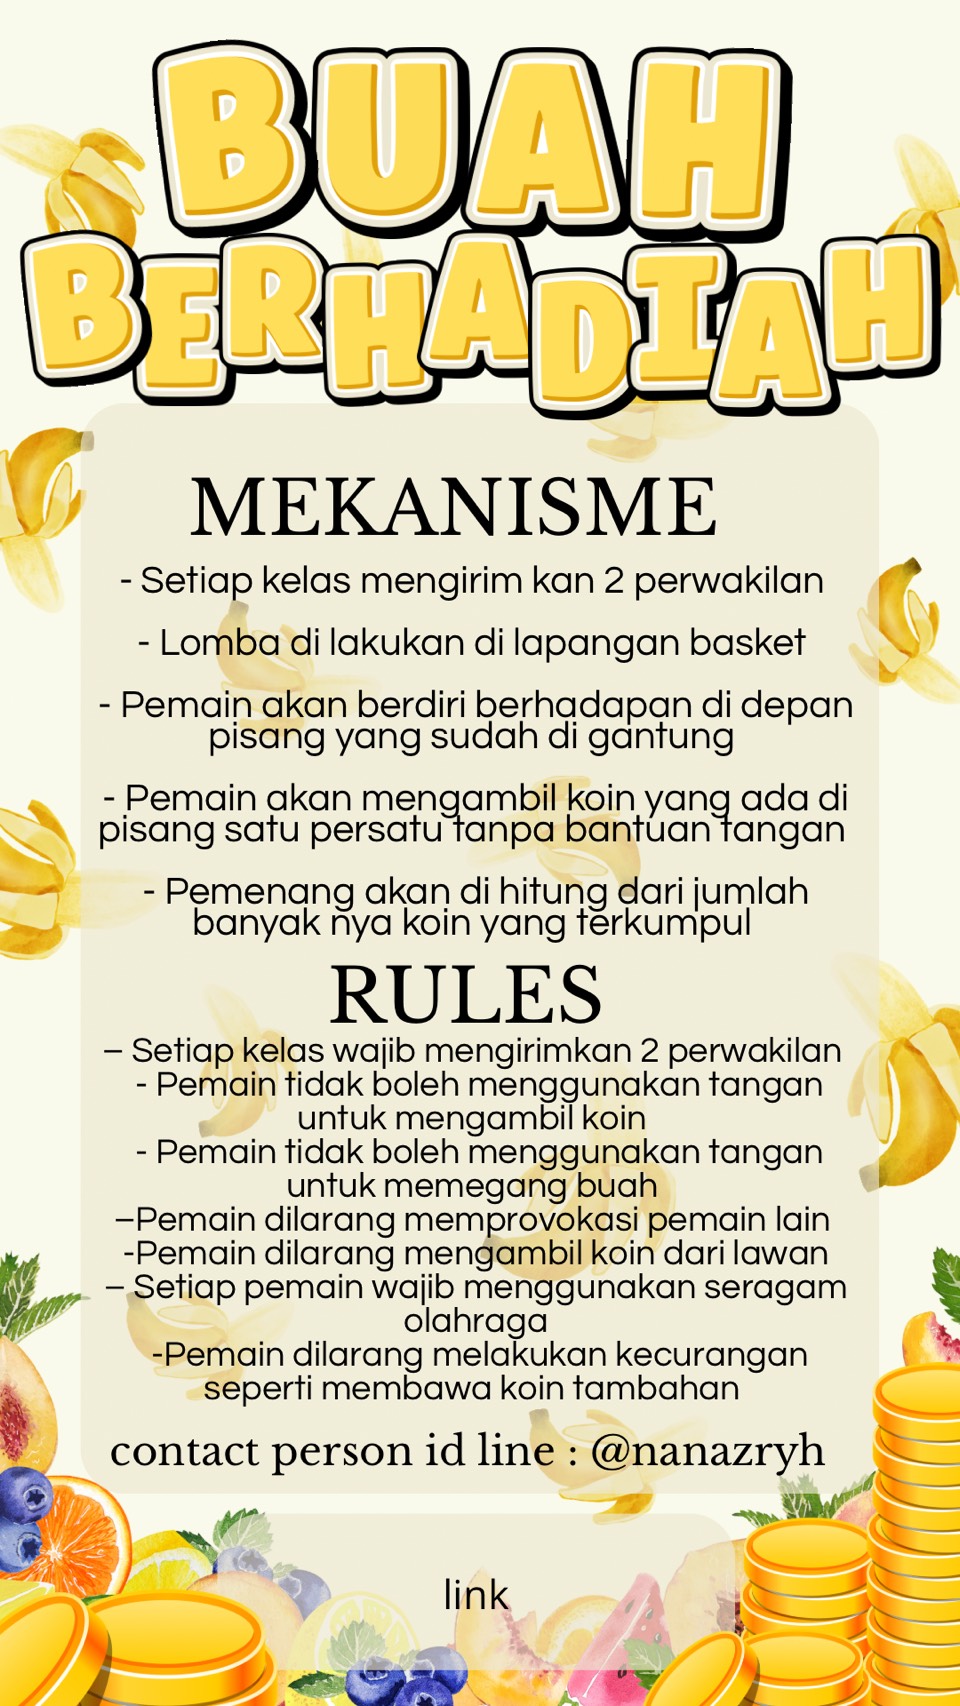 BUAH
BERHADIAH
MEKANISME
- Setiap kelas mengirim kan 2 perwakilan
- Lomba di lakukan di lapangan basket
- Pemain akan berdiri berhadapan di depan
pisang yang sudah di gantung
- Pemain akan mengambil koin yang ada di
pisang satu persatu tanpa bantuan tangan
- Pemenang akan di hitung dari jumlah
banyak nya koin yang terkumpul
RULES
– Setiap kelas wajib mengirimkan 2 perwakilan
- Pemain tidak boleh menggunakan tangan
untuk mengambil koin
- Pemain tidak boleh menggunakan tangan
untuk memegang buah
–Pemain dilarang memprovokasi pemain lain
-Pemain dilarang mengambil koin dari lawan
– Setiap pemain wajib menggunakan seragam
olahraga
-Pemain dilarang melakukan kecurangan
seperti membawa koin tambahan
contact person id line : @nanazryh
link